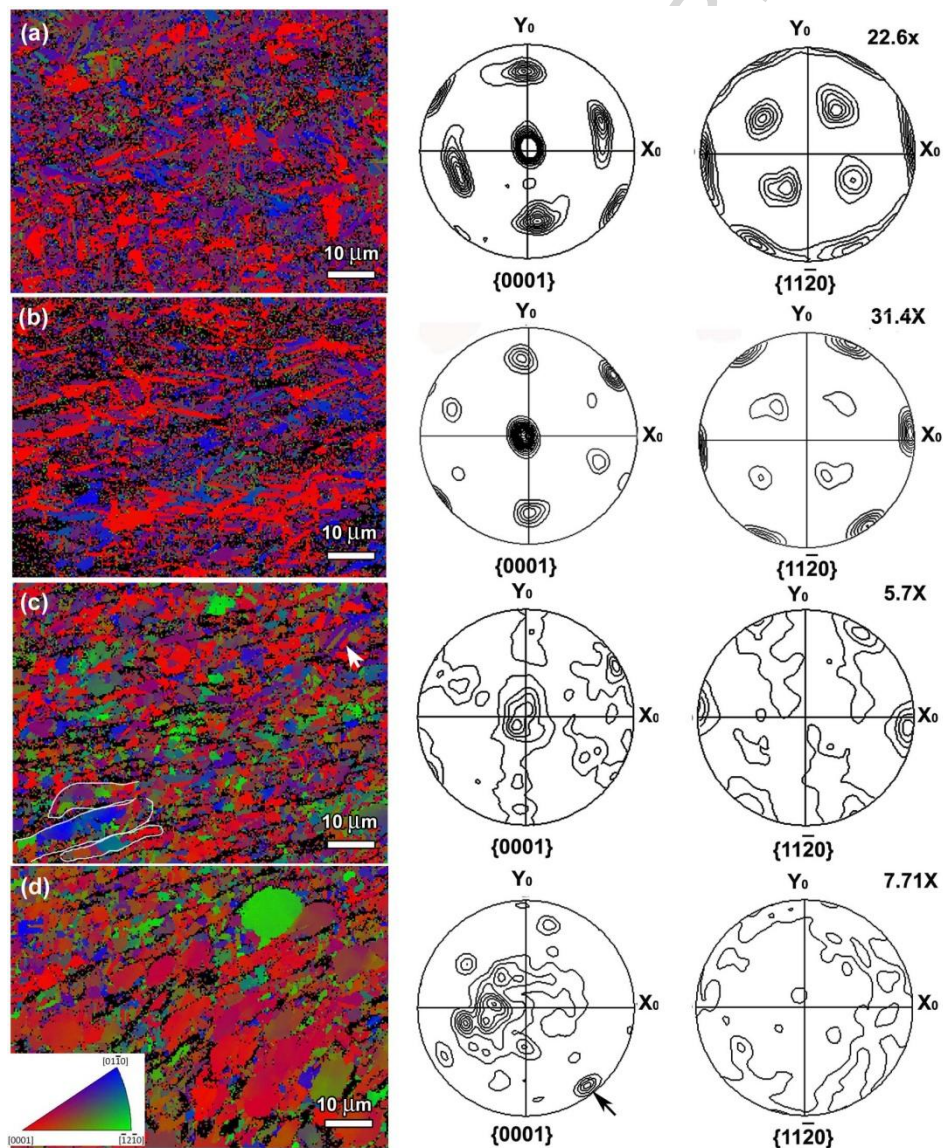 (a)
10 μm
Y₀
X₀
{0001}
Y₀
22.6x
X₀
{112̅0}
(b)
10 μm
Y₀
X₀
{0001}
Y₀
31.4X
X₀
{112̅0}
(c)
10 μm
Y₀
X₀
{0001}
Y₀
5.7X
X₀
{112̅0}
(d)
[011̅0]
[0001]
[1̅21̅0]
10 μm
Y₀
X₀
{0001}
Y₀
7.71X
X₀
{112̅0}